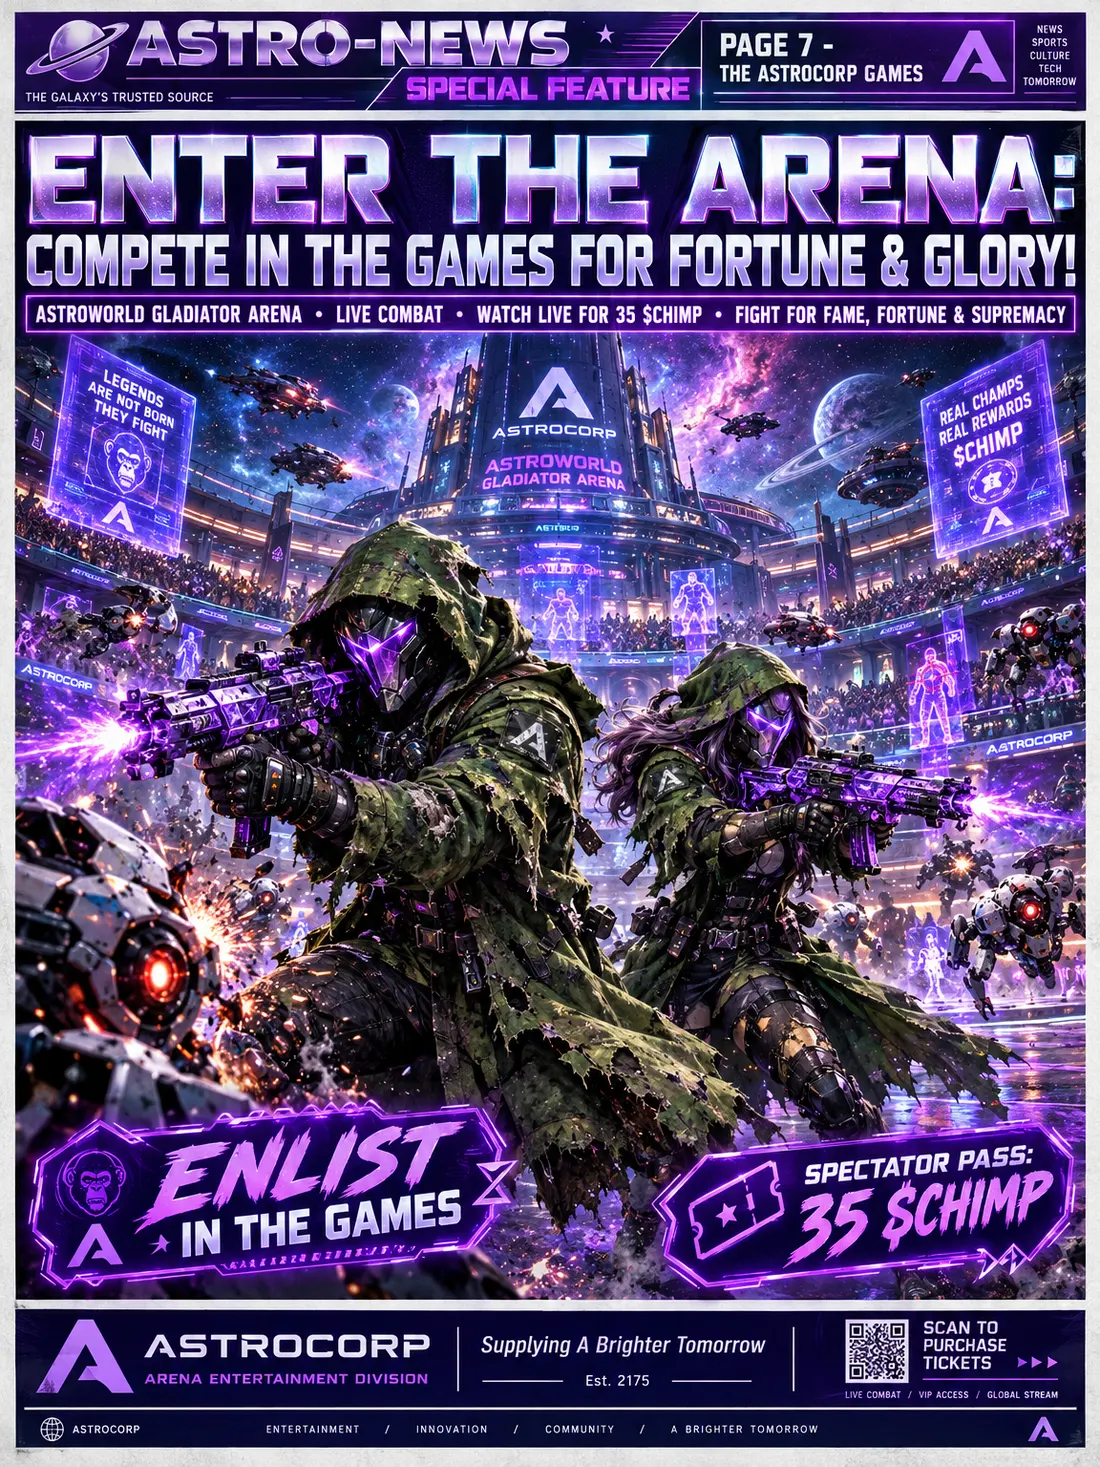 ASTRO-NEWS
SPECIAL FEATURE
THE GALAXY'S TRUSTED SOURCE
PAGE 7 -
THE ASTROCORP GAMES
NEWS
SPORTS
CULTURE
TECH
TOMORROW
ENTER THE ARENA:
COMPETE IN THE GAMES FOR FORTUNE & GLORY!
ASTROWORLD GLADIATOR ARENA • LIVE COMBAT • WATCH LIVE FOR 35 $CHIMP • FIGHT FOR FAME, FORTUNE & SUPREMACY
LEGENDS
ARE NOT BORN
THEY FIGHT
ASTROCORP
ASTROWORLD
GLADIATOR ARENA
REAL CHAMPS
REAL REWARDS
$CHIMP
ASTROCORP
ASTROCORP
ASTROCORP
ENLIST
IN THE GAMES
SPECTATOR PASS:
35 $CHIMP
ASTROCORP
ARENA ENTERTAINMENT DIVISION
Supplying A Brighter Tomorrow
Est. 2175
SCAN TO
PURCHASE
TICKETS
LIVE COMBAT / VIP ACCESS / GLOBAL STREAM
ASTROCORP
ENTERTAINMENT / INNOVATION / COMMUNITY / A BRIGHTER TOMORROW